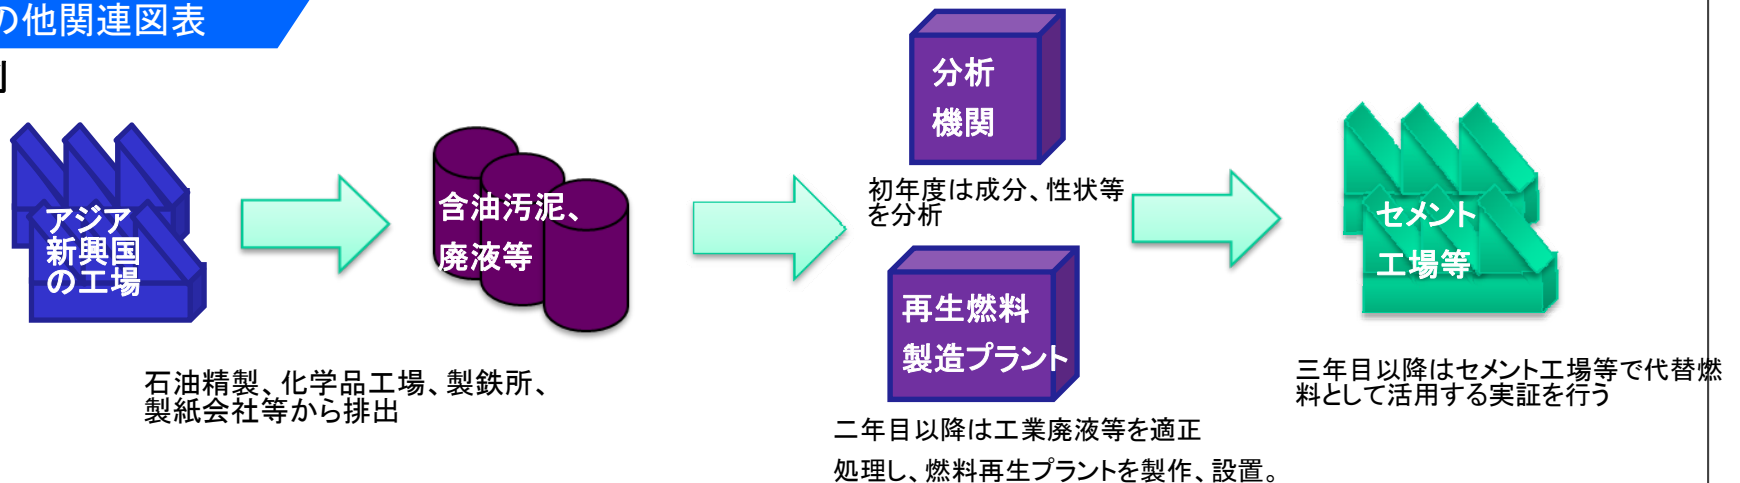 の他関連図表
アジア
新興国
の工場
含油汚泥、
廃液等
石油精製、化学品工場、製鉄所、
製紙会社等から排出
分析
機関
初年度は成分、性状等
を分析
再生燃料
製造プラント
二年目以降は工業廃液等を適正
処理し、燃料再生プラントを製作、設置。
セメント
工場等
三年目以降はセメント工場等で代替燃
料として活用する実証を行う